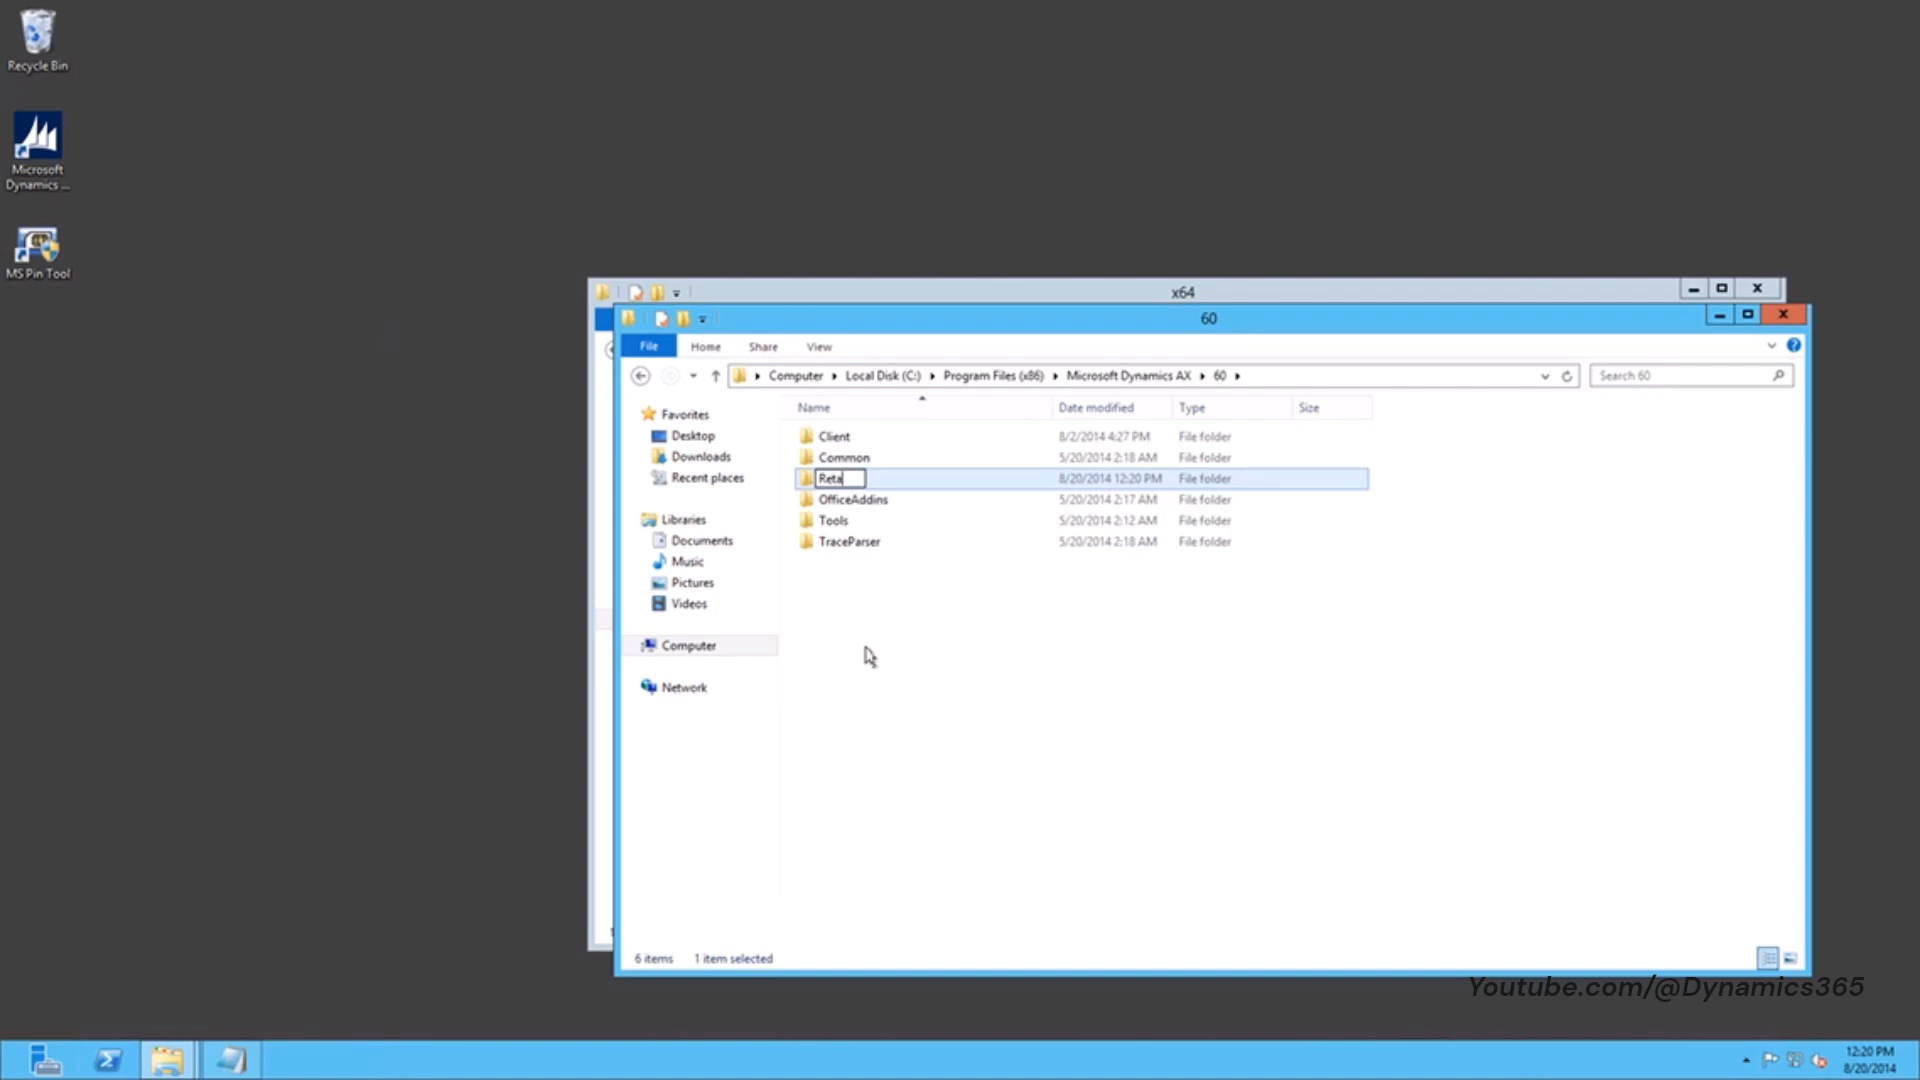 Recycle Bin
Microsoft
Dynamics ...
MS Pin Tool
x64
60
File Home Share View
Computer Local Disk (C:) Program Files (x86) Microsoft Dynamics AX 60
Search 60
Name Date modified Type Size
Favorites
Desktop
Downloads
Recent places
Libraries
Documents
Music
Pictures
Videos
Computer
Network
Client 8/2/2014 4:27 PM File folder
Common 5/20/2014 2:18 AM File folder
Reta 8/20/2014 12:20 PM File folder
OfficeAddins 5/20/2014 2:17 AM File folder
Tools 5/20/2014 2:12 AM File folder
TraceParser 5/20/2014 2:18 AM File folder
6 items 1 item selected
Youtube.com/@Dynamics365
12:20 PM
8/20/2014